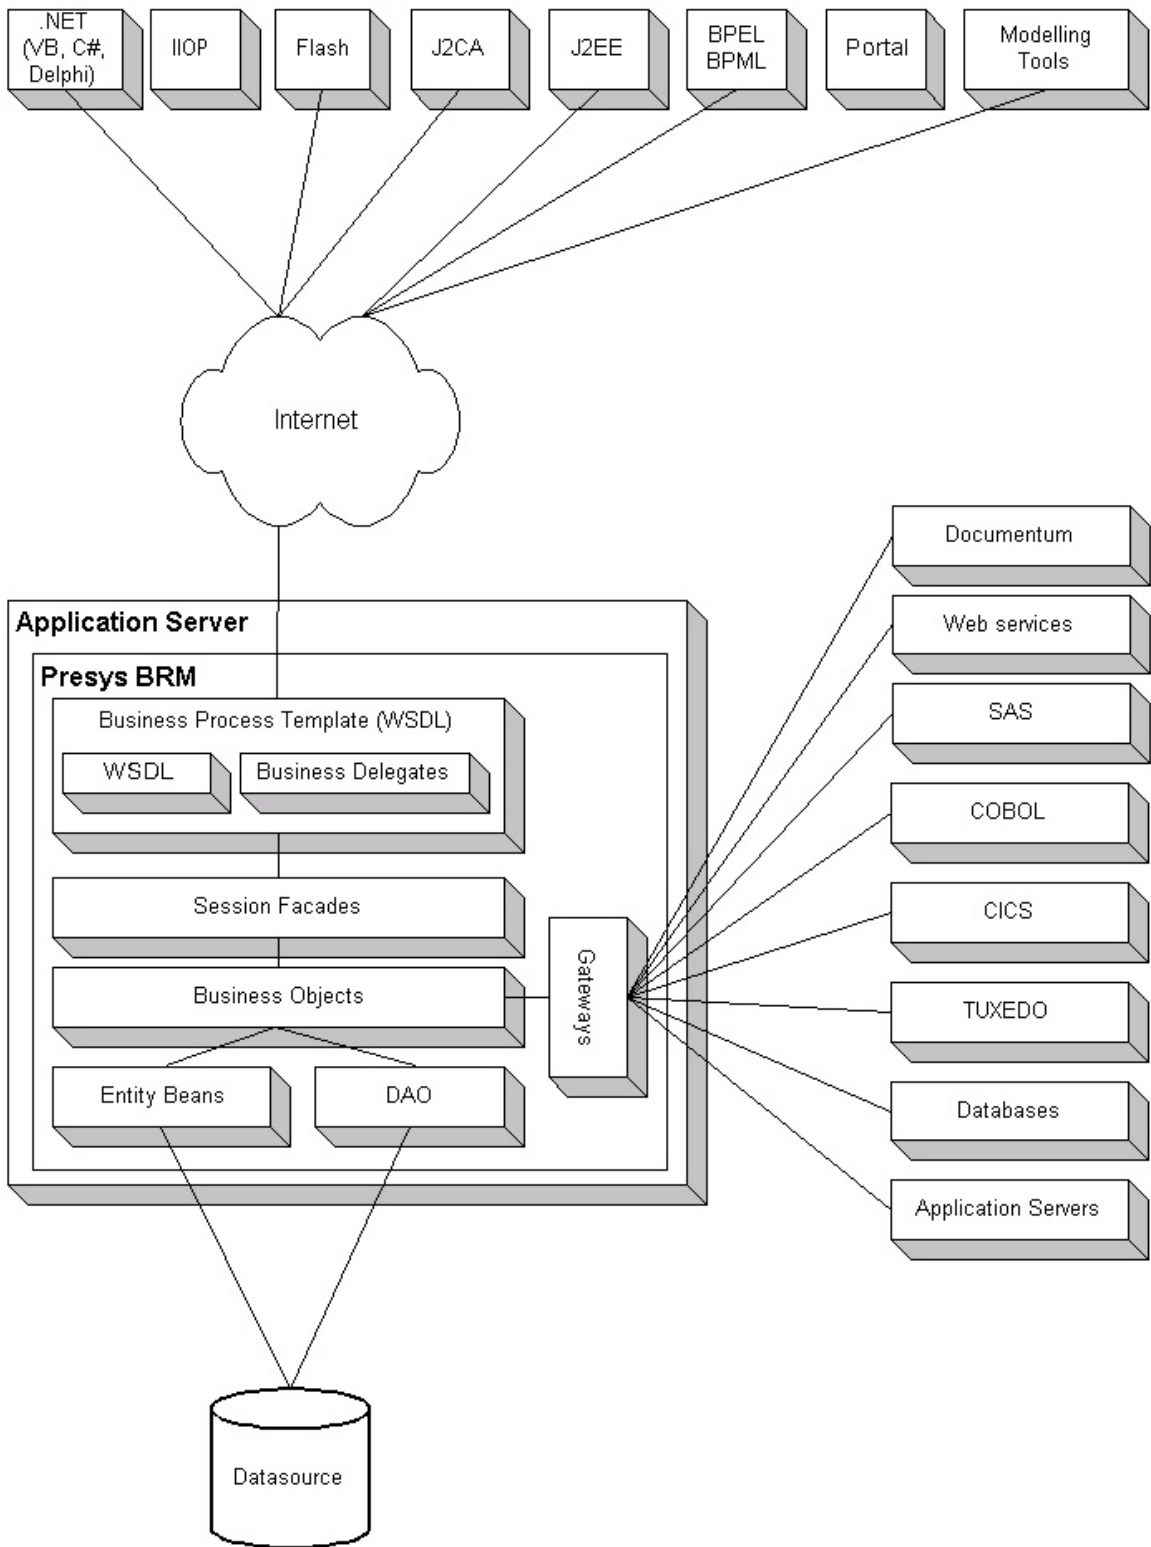 .NET
(VB, C#,
Delphi)
IIOP
Flash
J2CA
J2EE
BPEL
BPML
Portal
Modelling
Tools
Internet
Documentum
Application Server
Web services
Presys BRM
Business Process Template (WSDL)
SAS
WSDL
Business Delegates
COBOL
Session Facades
CICS
Gateways
Business Objects
TUXEDO
Entity Beans
DAO
Databases
Application Servers
Datasource